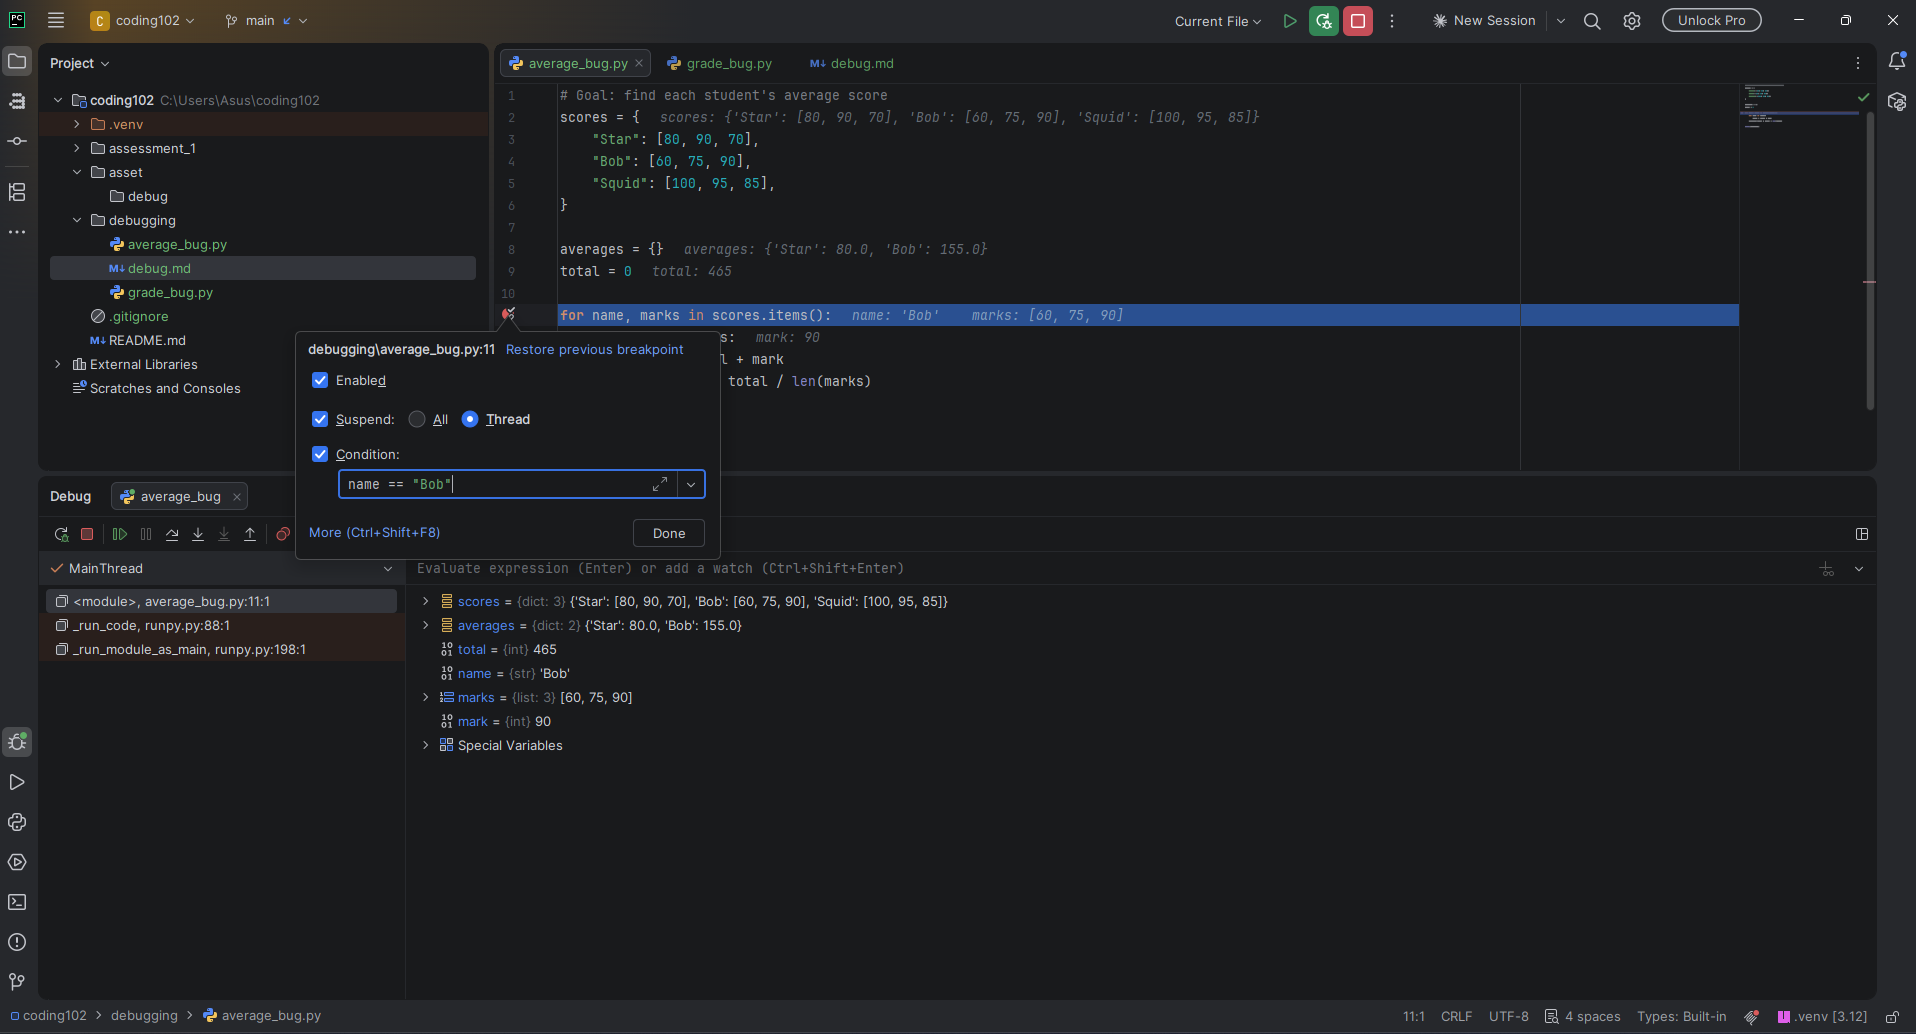 PC
C coding102
main
Current File
New Session
Unlock Pro
Project
coding102 C:\Users\Asus\coding102
.venv
assessment_1
asset
debug
debugging
average_bug.py
M↓ debug.md
grade_bug.py
.gitignore
M↓ README.md
External Libraries
Scratches and Consoles
average_bug.py
grade_bug.py
M↓ debug.md
1 # Goal: find each student's average score
2 scores = { scores: {'Star': [80, 90, 70], 'Bob': [60, 75, 90], 'Squid': [100, 95, 85]}
3 "Star": [80, 90, 70],
4 "Bob": [60, 75, 90],
5 "Squid": [100, 95, 85],
6 }
7
8 averages = {} averages: {'Star': 80.0, 'Bob': 155.0}
9 total = 0 total: 465
10
for name, marks in scores.items(): name: 'Bob' marks: [60, 75, 90]
s: mark: 90
l + mark
total / len(marks)
debugging\average_bug.py:11 Restore previous breakpoint
Enabled
Suspend: All Thread
Condition:
name == "Bob"
More (Ctrl+Shift+F8)
Done
Debug
average_bug
MainThread
<module>, average_bug.py:11:1
_run_code, runpy.py:88:1
_run_module_as_main, runpy.py:198:1
Evaluate expression (Enter) or add a watch (Ctrl+Shift+Enter)
scores = {dict: 3} {'Star': [80, 90, 70], 'Bob': [60, 75, 90], 'Squid': [100, 95, 85]}
averages = {dict: 2} {'Star': 80.0, 'Bob': 155.0}
total = {int} 465
name = {str} 'Bob'
marks = {list: 3} [60, 75, 90]
mark = {int} 90
Special Variables
coding102 > debugging > average_bug.py
11:1
CRLF
UTF-8
4 spaces
Types: Built-in
.venv [3.12]